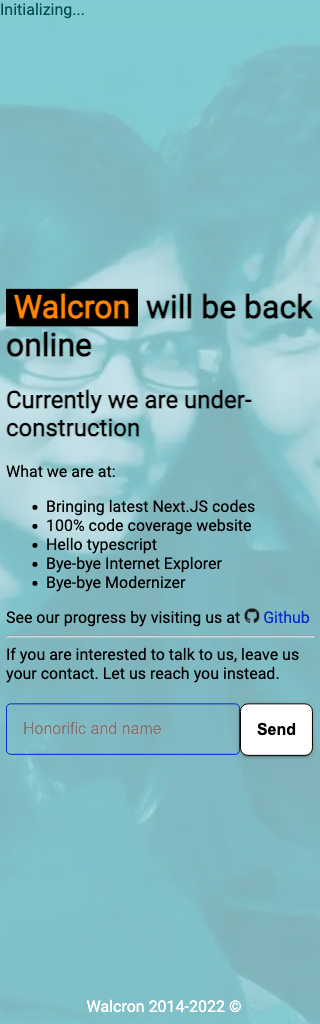 Initializing...
Walcron will be back
online
Currently we are under-
construction
What we are at:
• Bringing latest Next.JS codes
• 100% code coverage website
• Hello typescript
• Bye-bye Internet Explorer
• Bye-bye Modernizer
See our progress by visiting us at Github
If you are interested to talk to us, leave us
your contact. Let us reach you instead.
Honorific and name Send
Walcron 2014-2022 ©